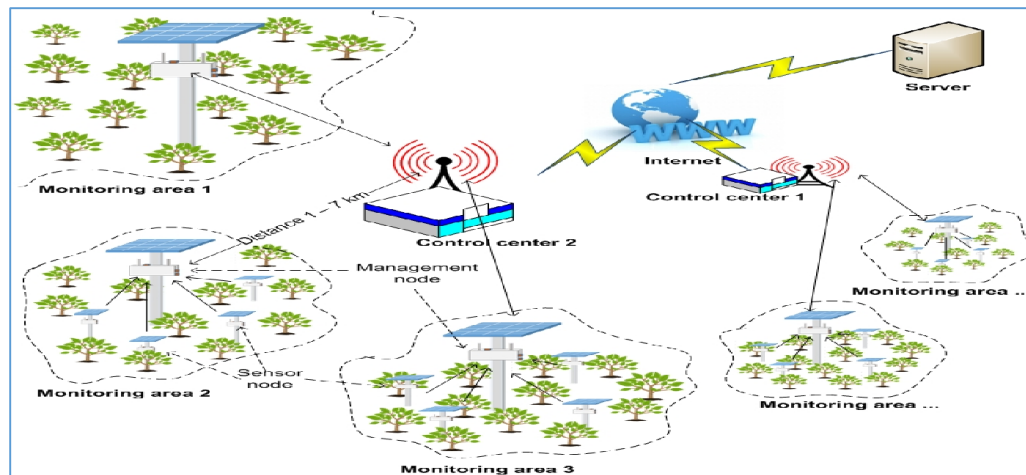 Server
WWW
Internet
Monitoring area 1
Control center 1
Distance 1 – 7 km
Control center 2
Management
node
Monitoring area ...
Sensor
node
Monitoring area 2
Monitoring area ...
Monitoring area 3